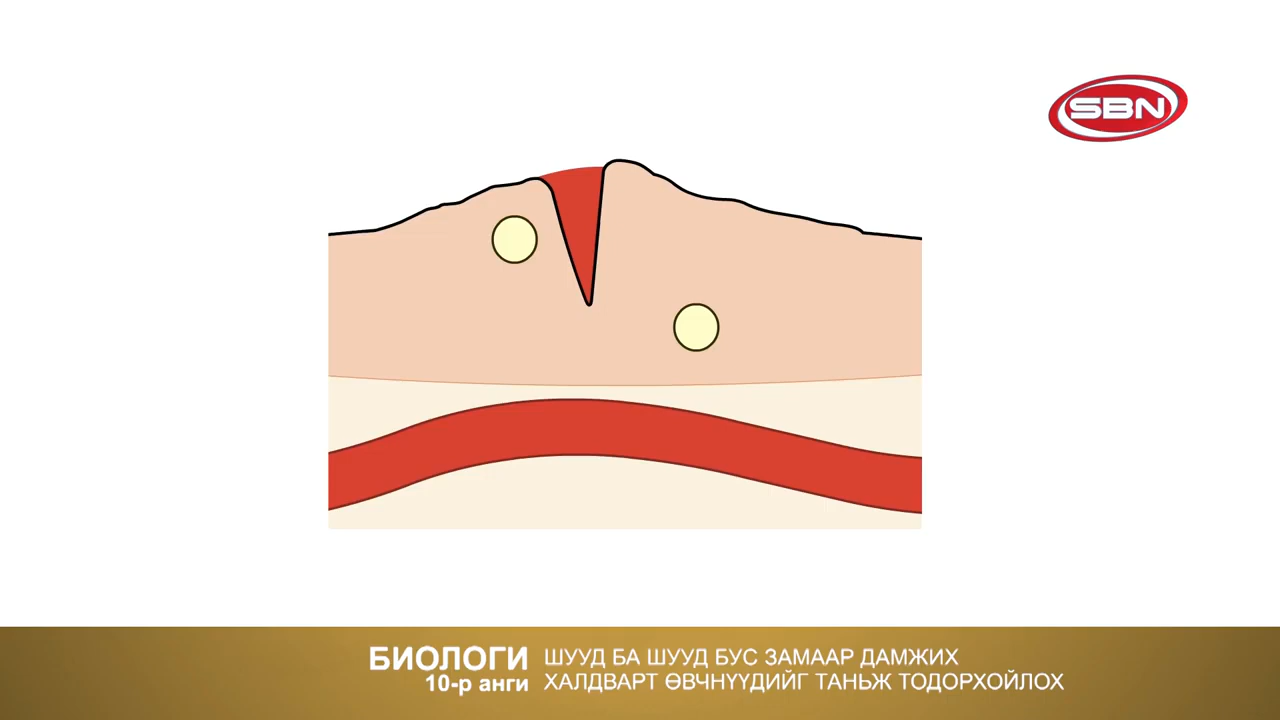 SBN
БИОЛОГИ
10-р анги
ШУУД БА ШУУД БУС ЗАМААР ДАМЖИХ
ХАЛДВАРТ ӨВЧНҮҮДИЙГ ТАНЬЖ ТОДОРХОЙЛОХ